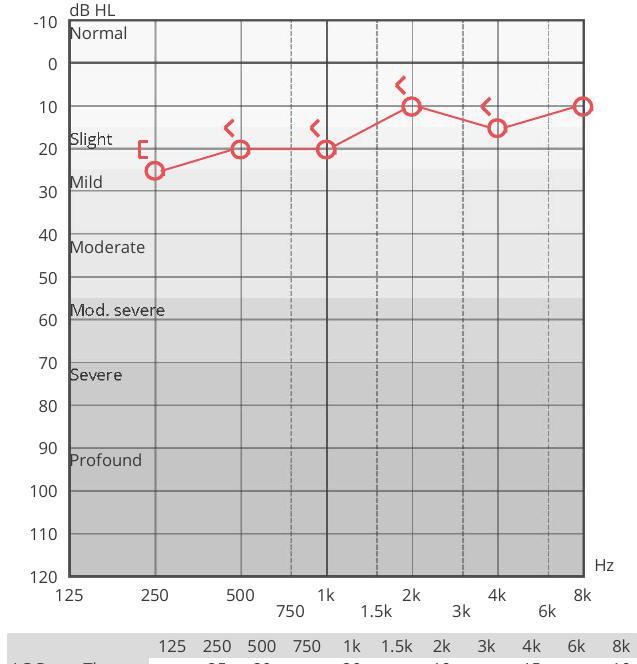 dB HL
-10
Normal
0
10
Slight
20
Mild
30
40
Moderate
50
Mod. severe
60
70
Severe
80
90
Profound
100
110
Hz
120
125 250 500 1k 2k 4k 8k
750 1.5k 3k 6k
125 250 500 750 1k 1.5k 2k 3k 4k 6k 8k